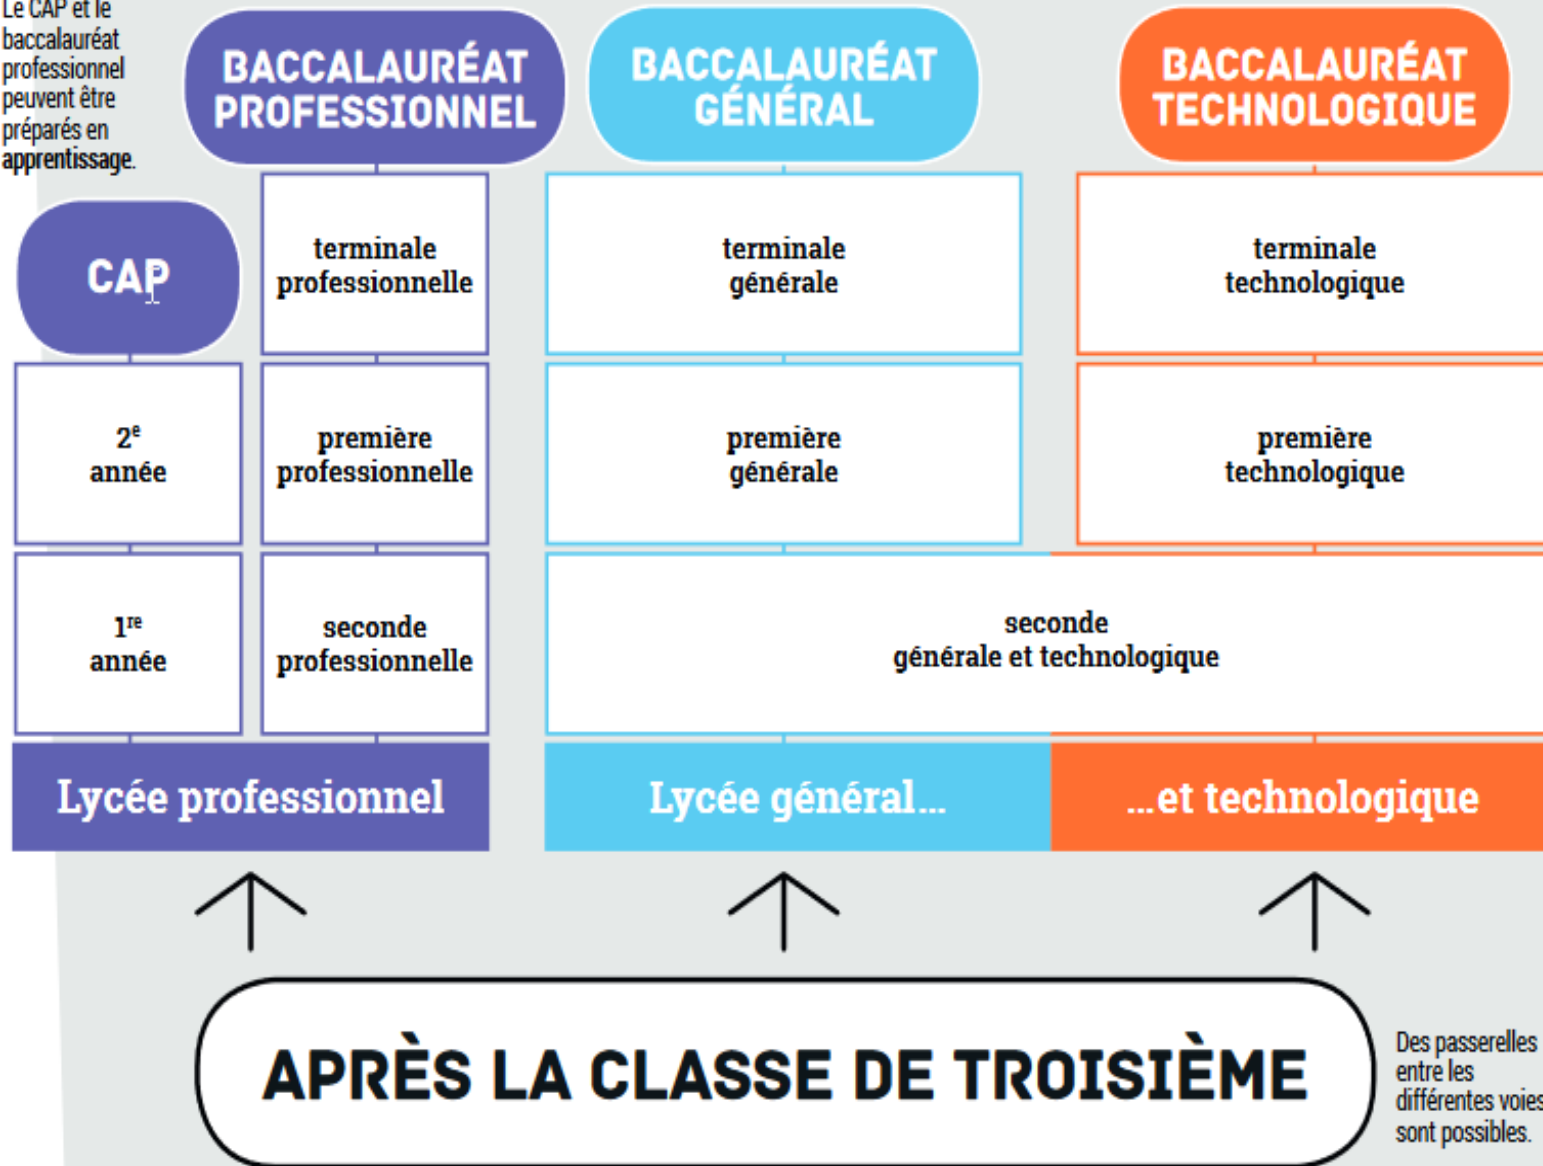 Le CAP et le
baccalauréat
professionnel
peuvent être
préparés en
apprentissage.
BACCALAURÉAT
PROFESSIONNEL
BACCALAURÉAT
GÉNÉRAL
BACCALAURÉAT
TECHNOLOGIQUE
CAP
terminale
professionnelle
terminale
générale
terminale
technologique
2e
année
première
professionnelle
première
générale
première
technologique
1re
année
seconde
professionnelle
seconde
générale et technologique
Lycée professionnel
Lycée général...
...et technologique
APRÈS LA CLASSE DE TROISIÈME
Des passerelles
entre les
différentes voies
sont possibles.